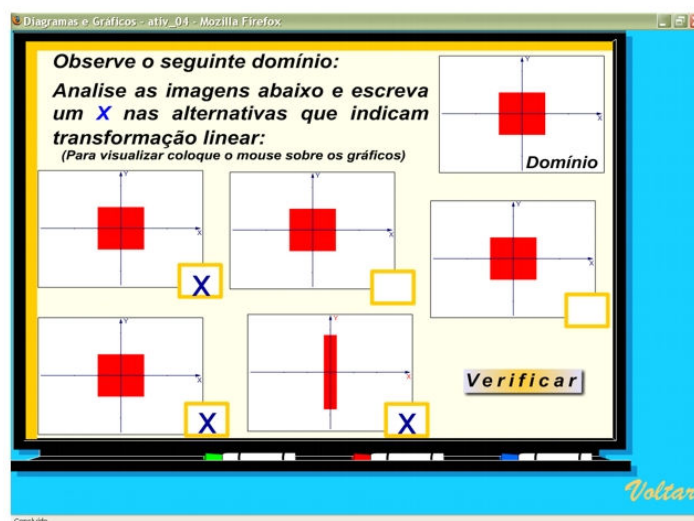 Diagramas e Gráficos - ativ_04 - Mozilla Firefox
Observe o seguinte domínio:
Analise as imagens abaixo e escreva
um X nas alternativas que indicam
transformação linear:
(Para visualizar coloque o mouse sobre os gráficos)
Y
X
Domínio
Y
X
X
Y
X
Y
X
Y
X
X
Y
X
X
Verificar
Voltar
Concluído